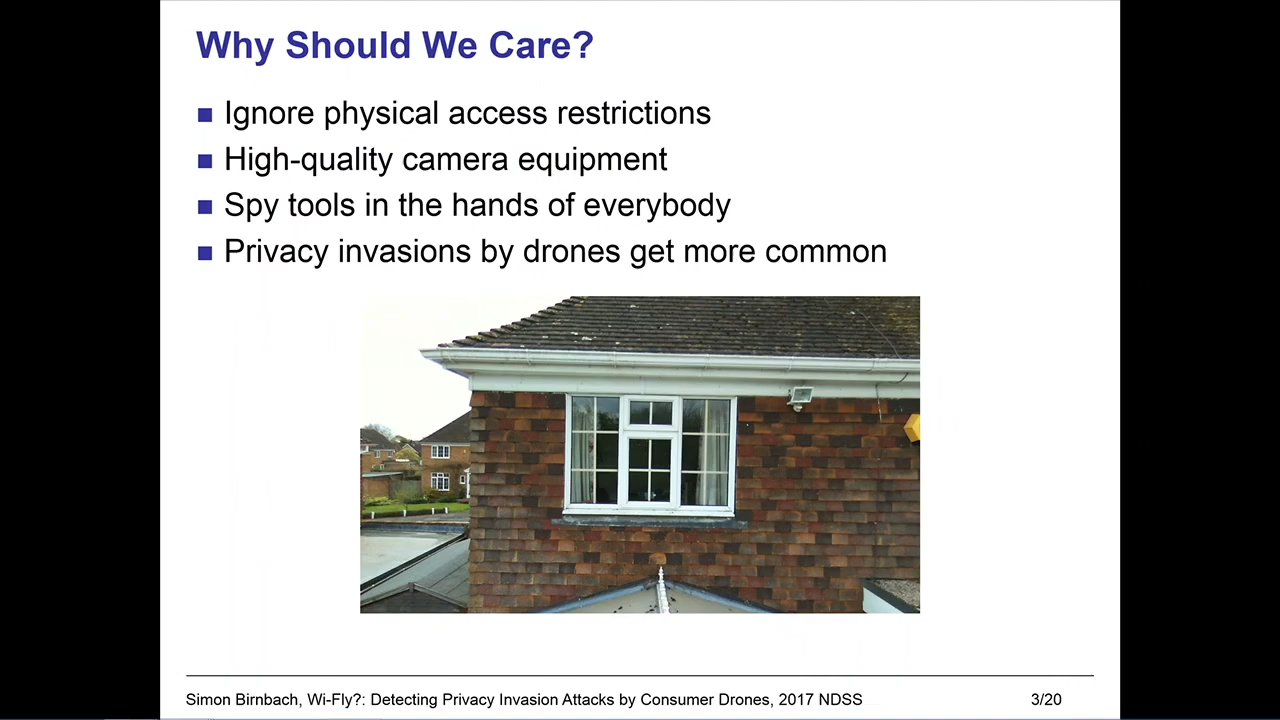 Why Should We Care?
Ignore physical access restrictions
High-quality camera equipment
Spy tools in the hands of everybody
Privacy invasions by drones get more common
Simon Birnbach, Wi-Fly?: Detecting Privacy Invasion Attacks by Consumer Drones, 2017 NDSS
3/20